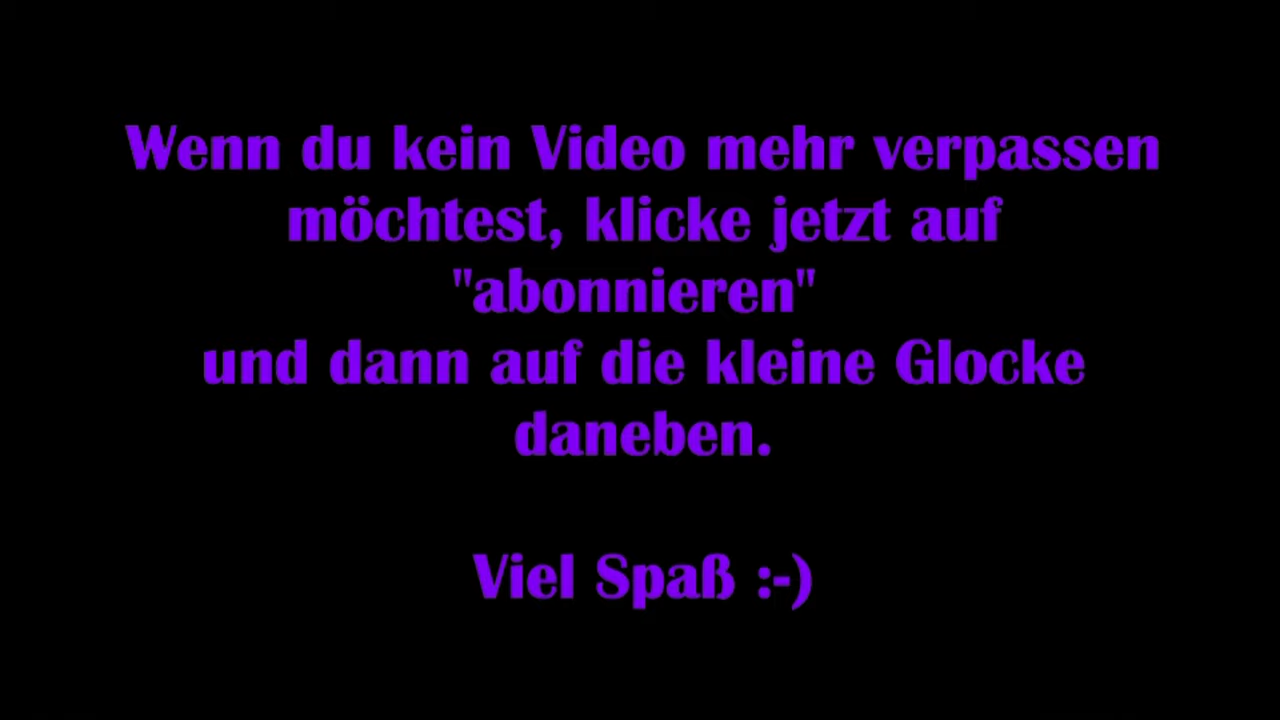 Wenn du kein Video mehr verpassen
möchtest, klicke jetzt auf
"abonnieren"
und dann auf die kleine Glocke
daneben.
Viel Spaß :-)